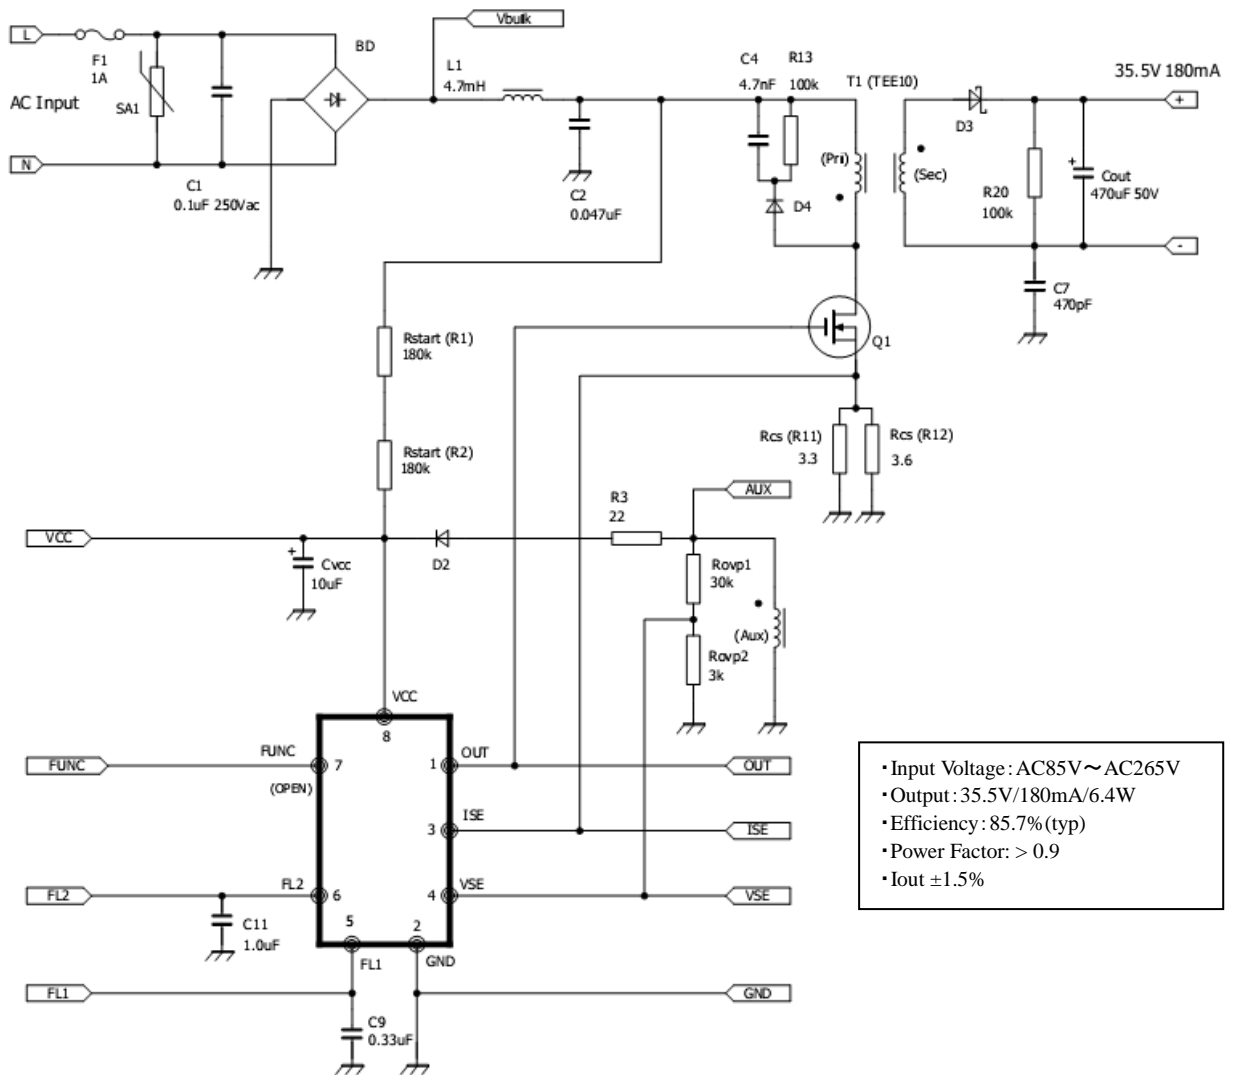 Vbulk
L
F1
1A
AC Input
SA1
N
C1
0.1uF 250Vac
BD
L1
4.7mH
C2
0.047uF
C4
4.7nF
R13
100k
T1 (TEE10)
(Pri)
(Sec)
D4
D3
35.5V 180mA
+
R20
100k
+
Cout
470uF 50V
-
C7
470pF
Q1
Rstart (R1)
180k
Rstart (R2)
180k
Rcs (R11)
3.3
Rcs (R12)
3.6
AUX
R3
22
VCC
+
Cvcc
10uF
D2
Rovp1
30k
(Aux)
Rovp2
3k
VCC
8
FUNC
FUNC
(OPEN)
7
OUT
1
OUT
ISE
3
ISE
FL2
FL2
6
VSE
4
VSE
C11
1.0uF
5
2
FL1
GND
FL1
GND
C9
0.33uF
・Input Voltage:AC85V～AC265V
・Output:35.5V/180mA/6.4W
・Efficiency:85.7%(typ)
・Power Factor: > 0.9
・Iout ±1.5%